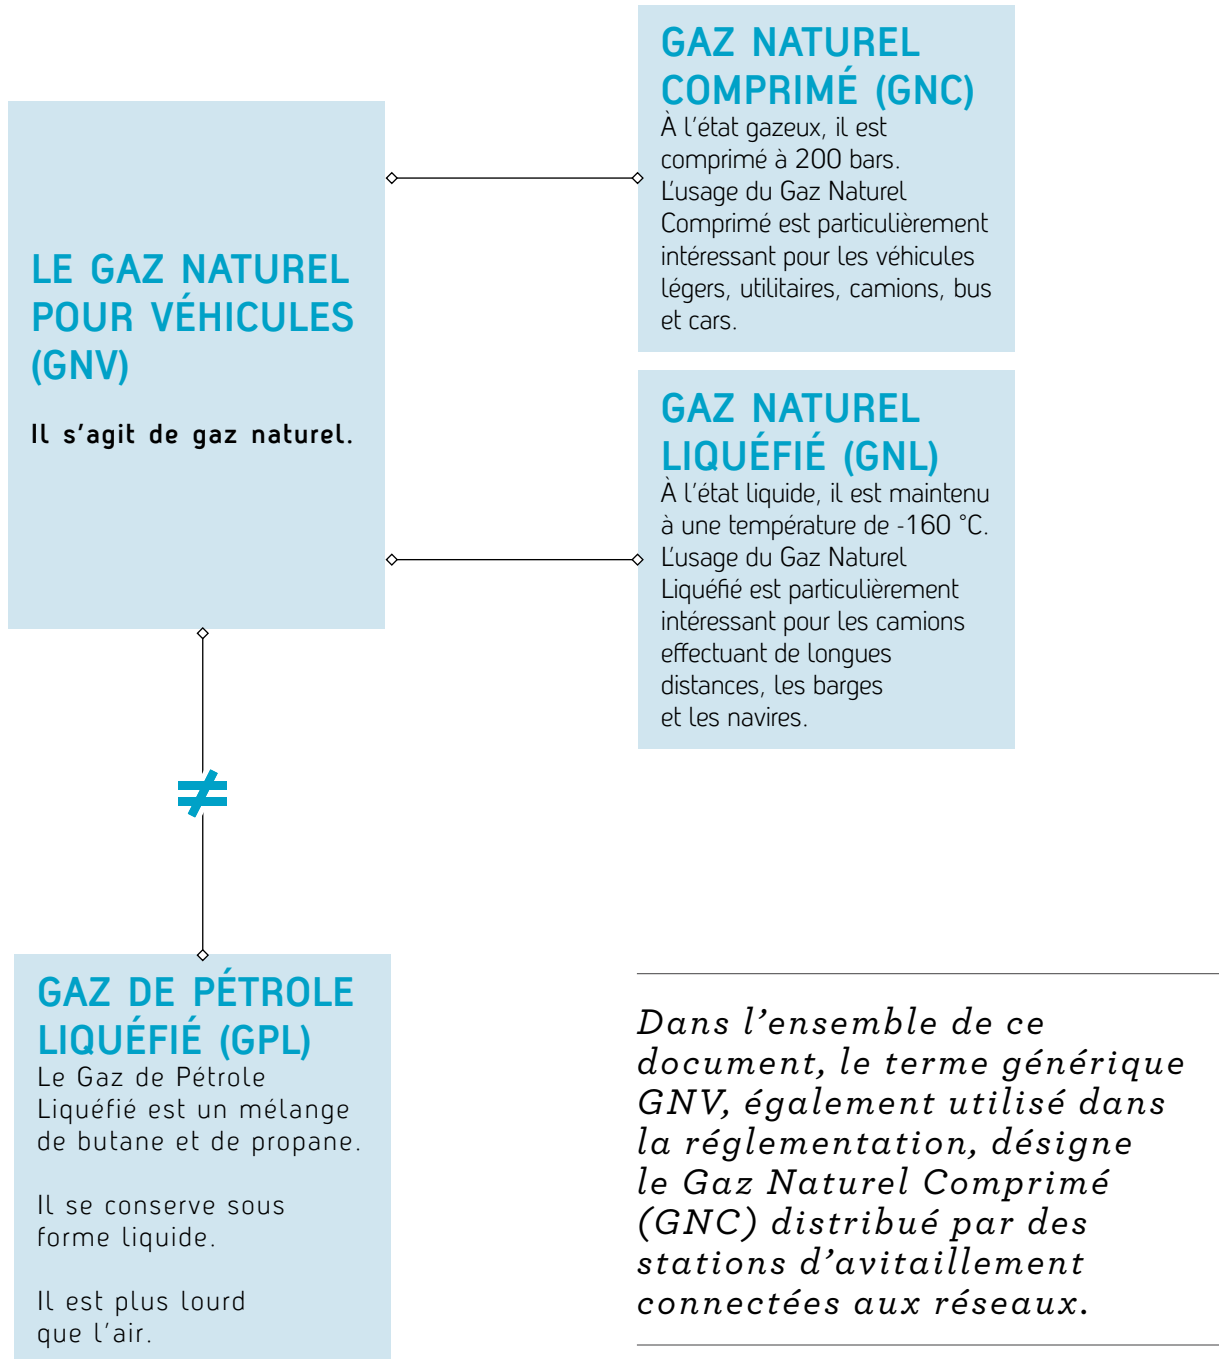 LE GAZ NATUREL
POUR VÉHICULES
(GNV)
Il s'agit de gaz naturel.
GAZ NATUREL
COMPRIMÉ (GNC)
À l'état gazeux, il est
comprimé à 200 bars.
L'usage du Gaz Naturel
Comprimé est particulièrement
intéressant pour les véhicules
légers, utilitaires, camions, bus
et cars.
GAZ NATUREL
LIQUÉFIÉ (GNL)
À l'état liquide, il est maintenu
à une température de -160 °C.
L'usage du Gaz Naturel
Liquéfié est particulièrement
intéressant pour les camions
effectuant de longues
distances, les barges
et les navires.
≠
GAZ DE PÉTROLE
LIQUÉFIÉ (GPL)
Le Gaz de Pétrole
Liquéfié est un mélange
de butane et de propane.
Il se conserve sous
forme liquide.
Il est plus lourd
que l'air.
Dans l'ensemble de ce
document, le terme générique
GNV, également utilisé dans
la réglementation, désigne
le Gaz Naturel Comprimé
(GNC) distribué par des
stations d'avitaillement
connectées aux réseaux.